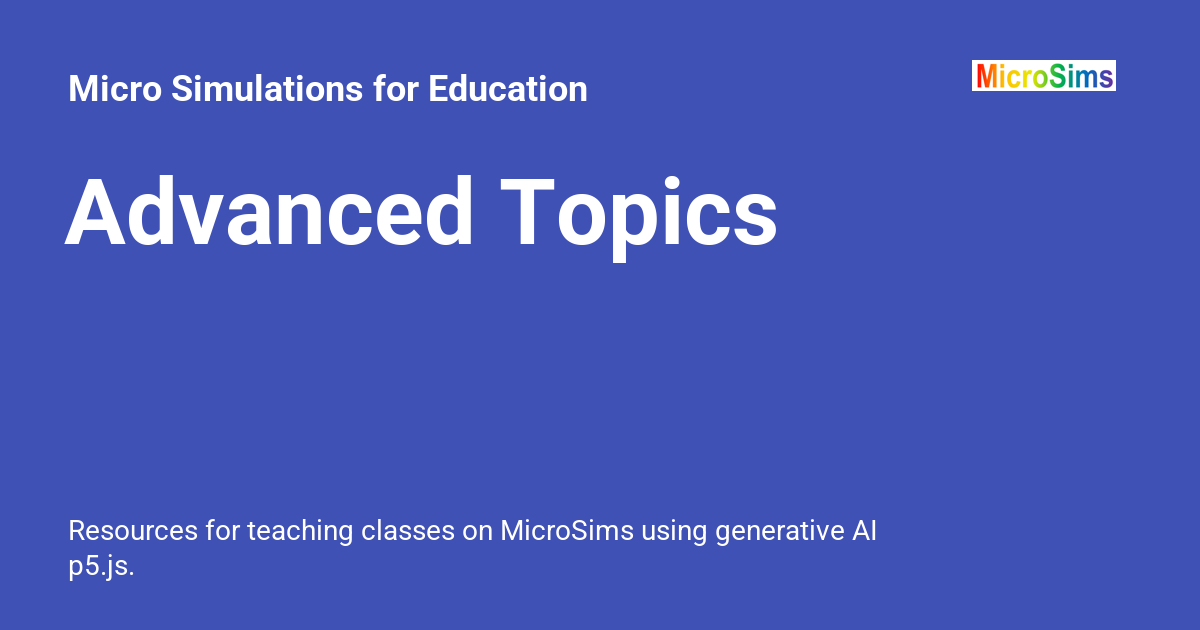 Micro Simulations for Education
MicroSims
Advanced Topics
Resources for teaching classes on MicroSims using generative AI
p5.js.